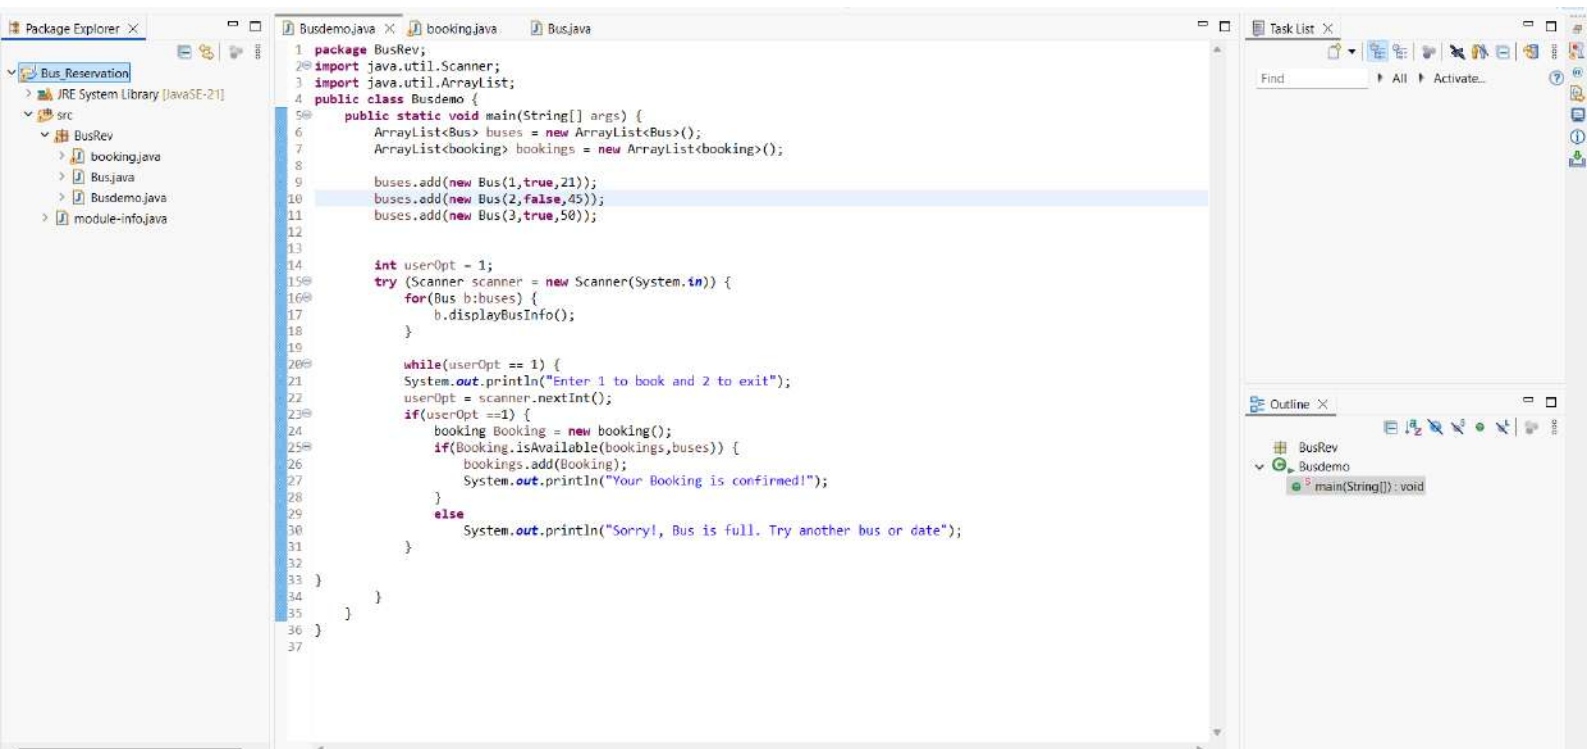 Package Explorer
Bus_Reservation
JRE System Library [JavaSE-21]
src
BusRev
booking.java
Bus.java
Busdemo.java
module-info.java
Busdemo.java
booking.java
Bus.java
1 package BusRev;
2 import java.util.Scanner;
3 import java.util.ArrayList;
4 public class Busdemo {
5 public static void main(String[] args) {
6 ArrayList<Bus> buses = new ArrayList<Bus>();
7 ArrayList<booking> bookings = new ArrayList<booking>();
8
9 buses.add(new Bus(1,true,21));
10 buses.add(new Bus(2,false,45));
11 buses.add(new Bus(3,true,50));
12
13
14 int userOpt = 1;
15 try (Scanner scanner = new Scanner(System.in)) {
16 for(Bus b:buses) {
17 b.displayBusInfo();
18 }
19
20 while(userOpt == 1) {
21 System.out.println("Enter 1 to book and 2 to exit");
22 userOpt = scanner.nextInt();
23 if(userOpt ==1) {
24 booking Booking = new booking();
25 if(Booking.isAvailable(bookings,buses)) {
26 bookings.add(Booking);
27 System.out.println("Your Booking is confirmed!");
28 }
29 else
30 System.out.println("Sorry!, Bus is full. Try another bus or date");
31 }
32
33 }
34 }
35 }
36 }
37
Task List
Find
All
Activate...
Outline
BusRev
Busdemo
main(String[]) : void